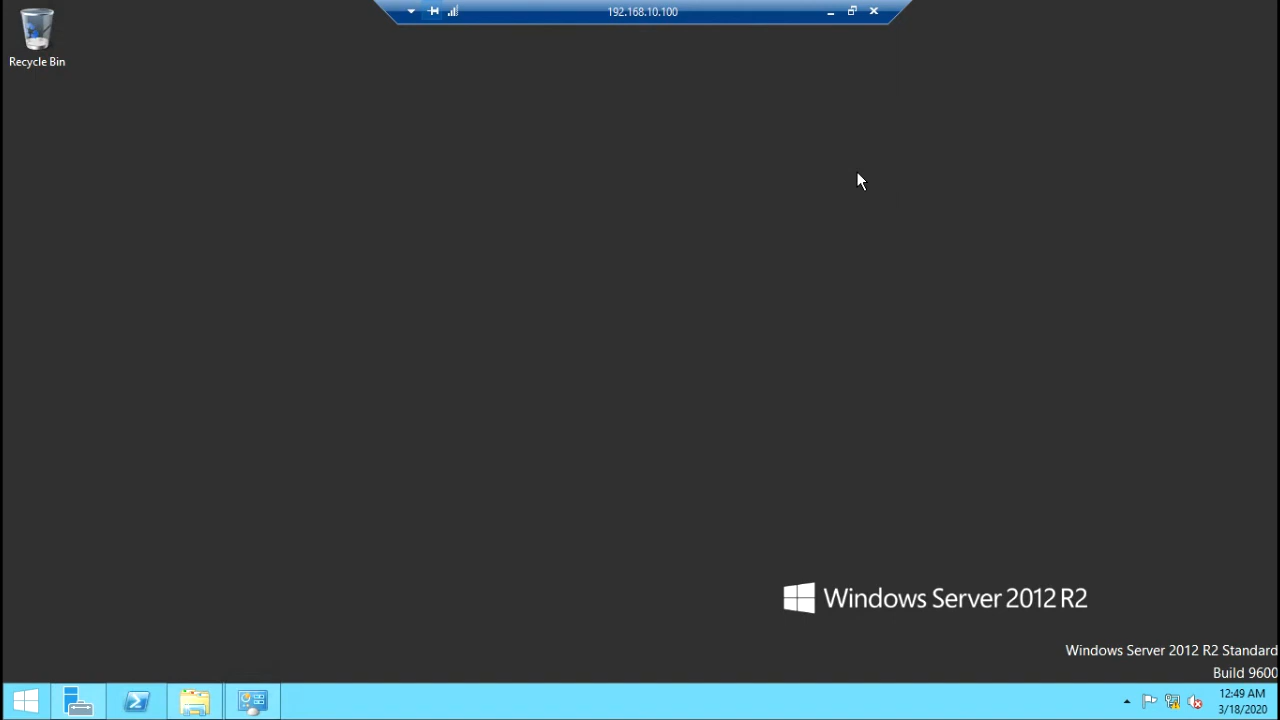 192.168.10.100
Recycle Bin
Windows Server 2012 R2
Windows Server 2012 R2 Standard
Build 9600
12:49 AM
3/18/2020